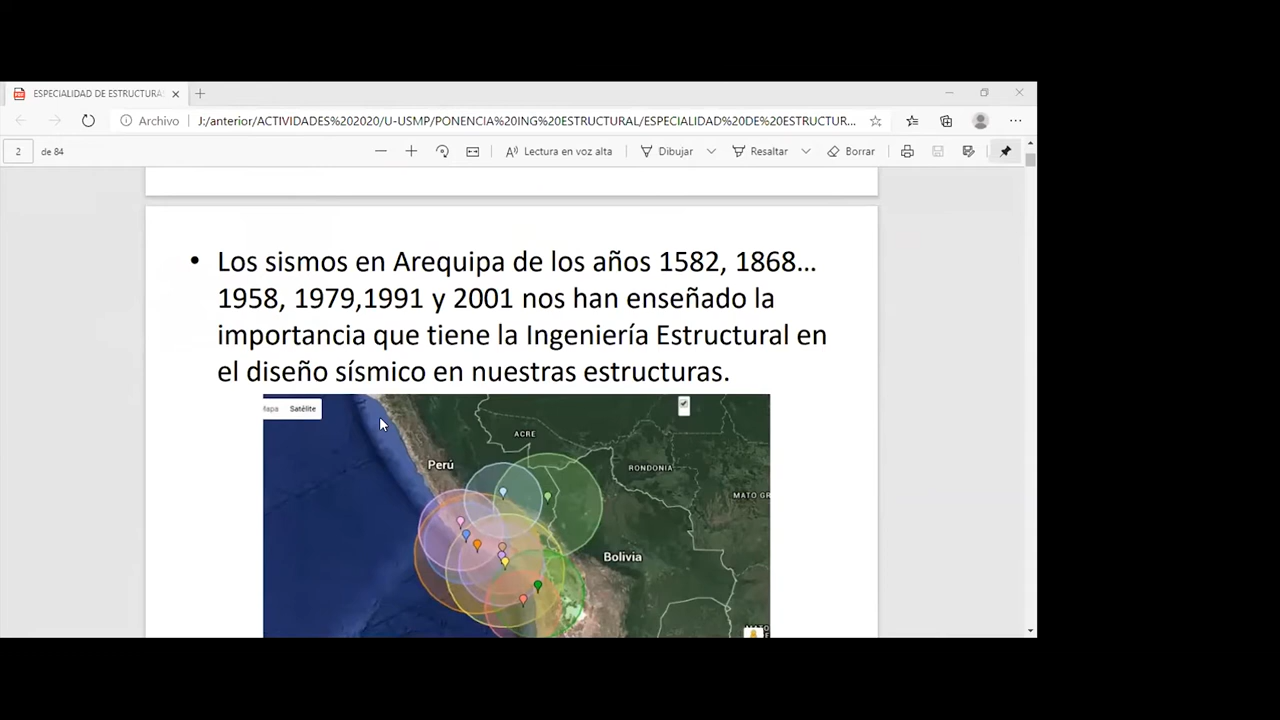 ESPECIALIDAD DE ESTRUCTURA
Archivo
J:/anterior/ACTIVIDADES%202020/U-USMP/PONENCIA%20ING%20ESTRUCTURAL/ESPECIALIDAD%20DE%20ESTRUCTUR...
2 de 84
Lectura en voz alta
Dibujar
Resaltar
Borrar
• Los sismos en Arequipa de los años 1582, 1868...
1958, 1979,1991 y 2001 nos han enseñado la
importancia que tiene la Ingeniería Estructural en
el diseño sísmico en nuestras estructuras.
Satélite
ACRE
Perú
RONDONIA
MATO GR
Bolivia